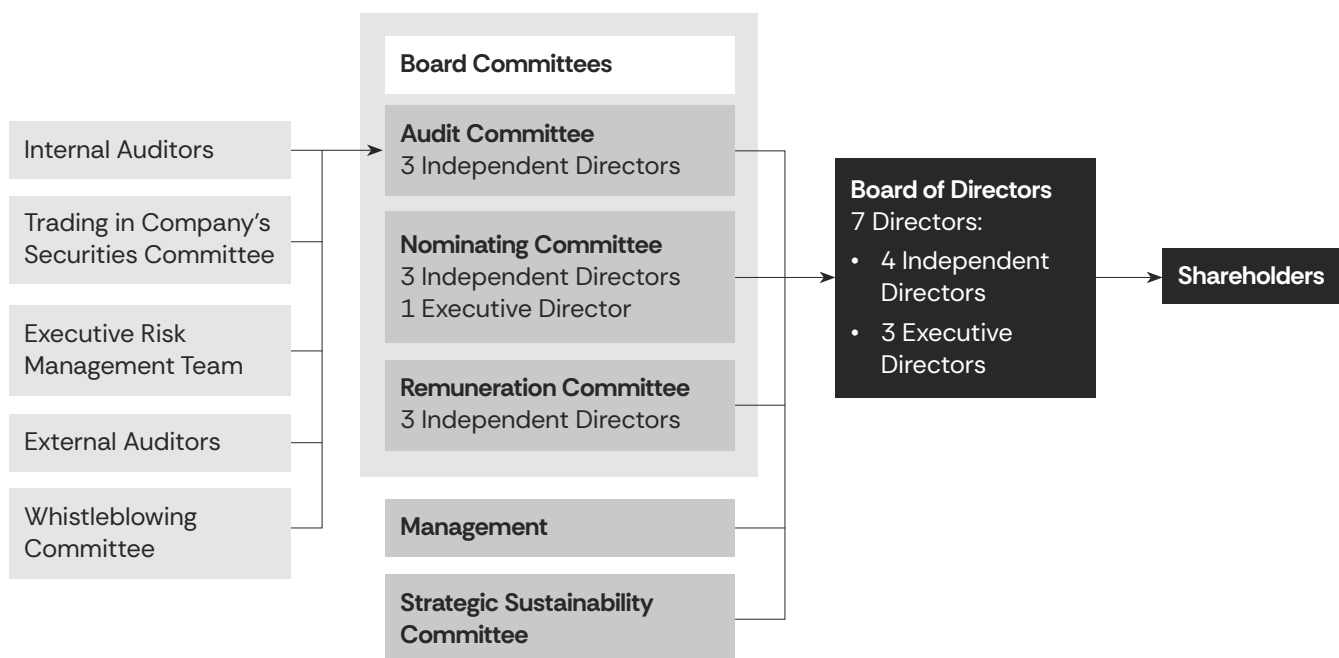 Internal Auditors
Trading in Company's
Securities Committee
Executive Risk
Management Team
External Auditors
Whistleblowing
Committee
Board Committees
Audit Committee
3 Independent Directors
Nominating Committee
3 Independent Directors
1 Executive Director
Remuneration Committee
3 Independent Directors
Management
Strategic Sustainability
Committee
Board of Directors
7 Directors:
• 4 Independent
Directors
• 3 Executive
Directors
Shareholders